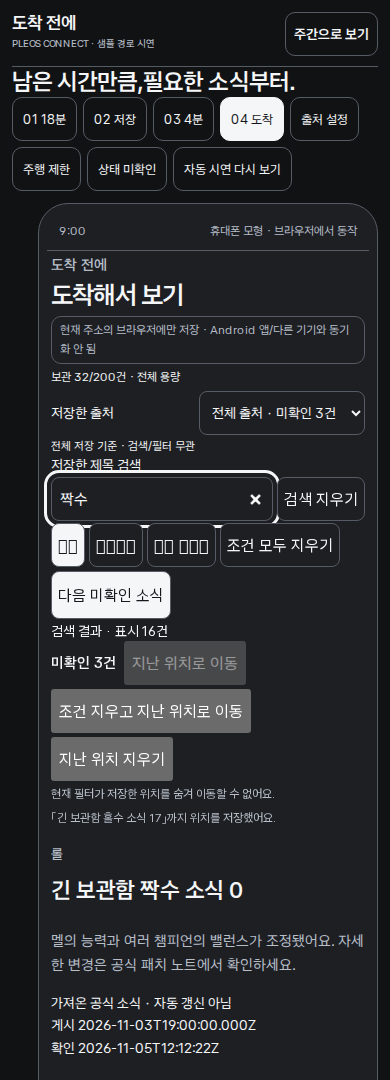 도착 전에
PLEOS CONNECT · 샘플 경로 시연
주간으로 보기
남은 시간만큼,필요한 소식부터.
01 18분
02 저장
03 4분
04 도착
출처 설정
주행 제한
상태 미확인
자동 시연 다시 보기
9:00
휴대폰 모형 · 브라우저에서 동작
도착 전에
도착해서 보기
현재 주소의 브라우저에만 저장 · Android 앱/다른 기기와 동기
화 안 됨
보관 32/200건 · 전체 용량
저장한 출처
전체 출처 · 미확인 3건
전체 저장 기준 · 검색/필터 무관
저장한 제목 검색
짝수
×
검색 지우기
조건 모두 지우기
다음 미확인 소식
검색 결과 · 표시 16건
미확인 3건
지난 위치로 이동
조건 지우고 지난 위치로 이동
지난 위치 지우기
현재 필터가 저장한 위치를 숨겨 이동할 수 없어요.
「긴 보관함 홀수 소식 17」까지 위치를 저장했어요.
롤
긴 보관함 짝수 소식 0
멜의 능력과 여러 챔피언의 밸런스가 조정됐어요. 자세
한 변경은 공식 패치 노트에서 확인하세요.
가져온 공식 소식 · 자동 갱신 아님
게시 2026-11-03T19:00:00.000Z
확인 2026-11-05T12:12:22Z